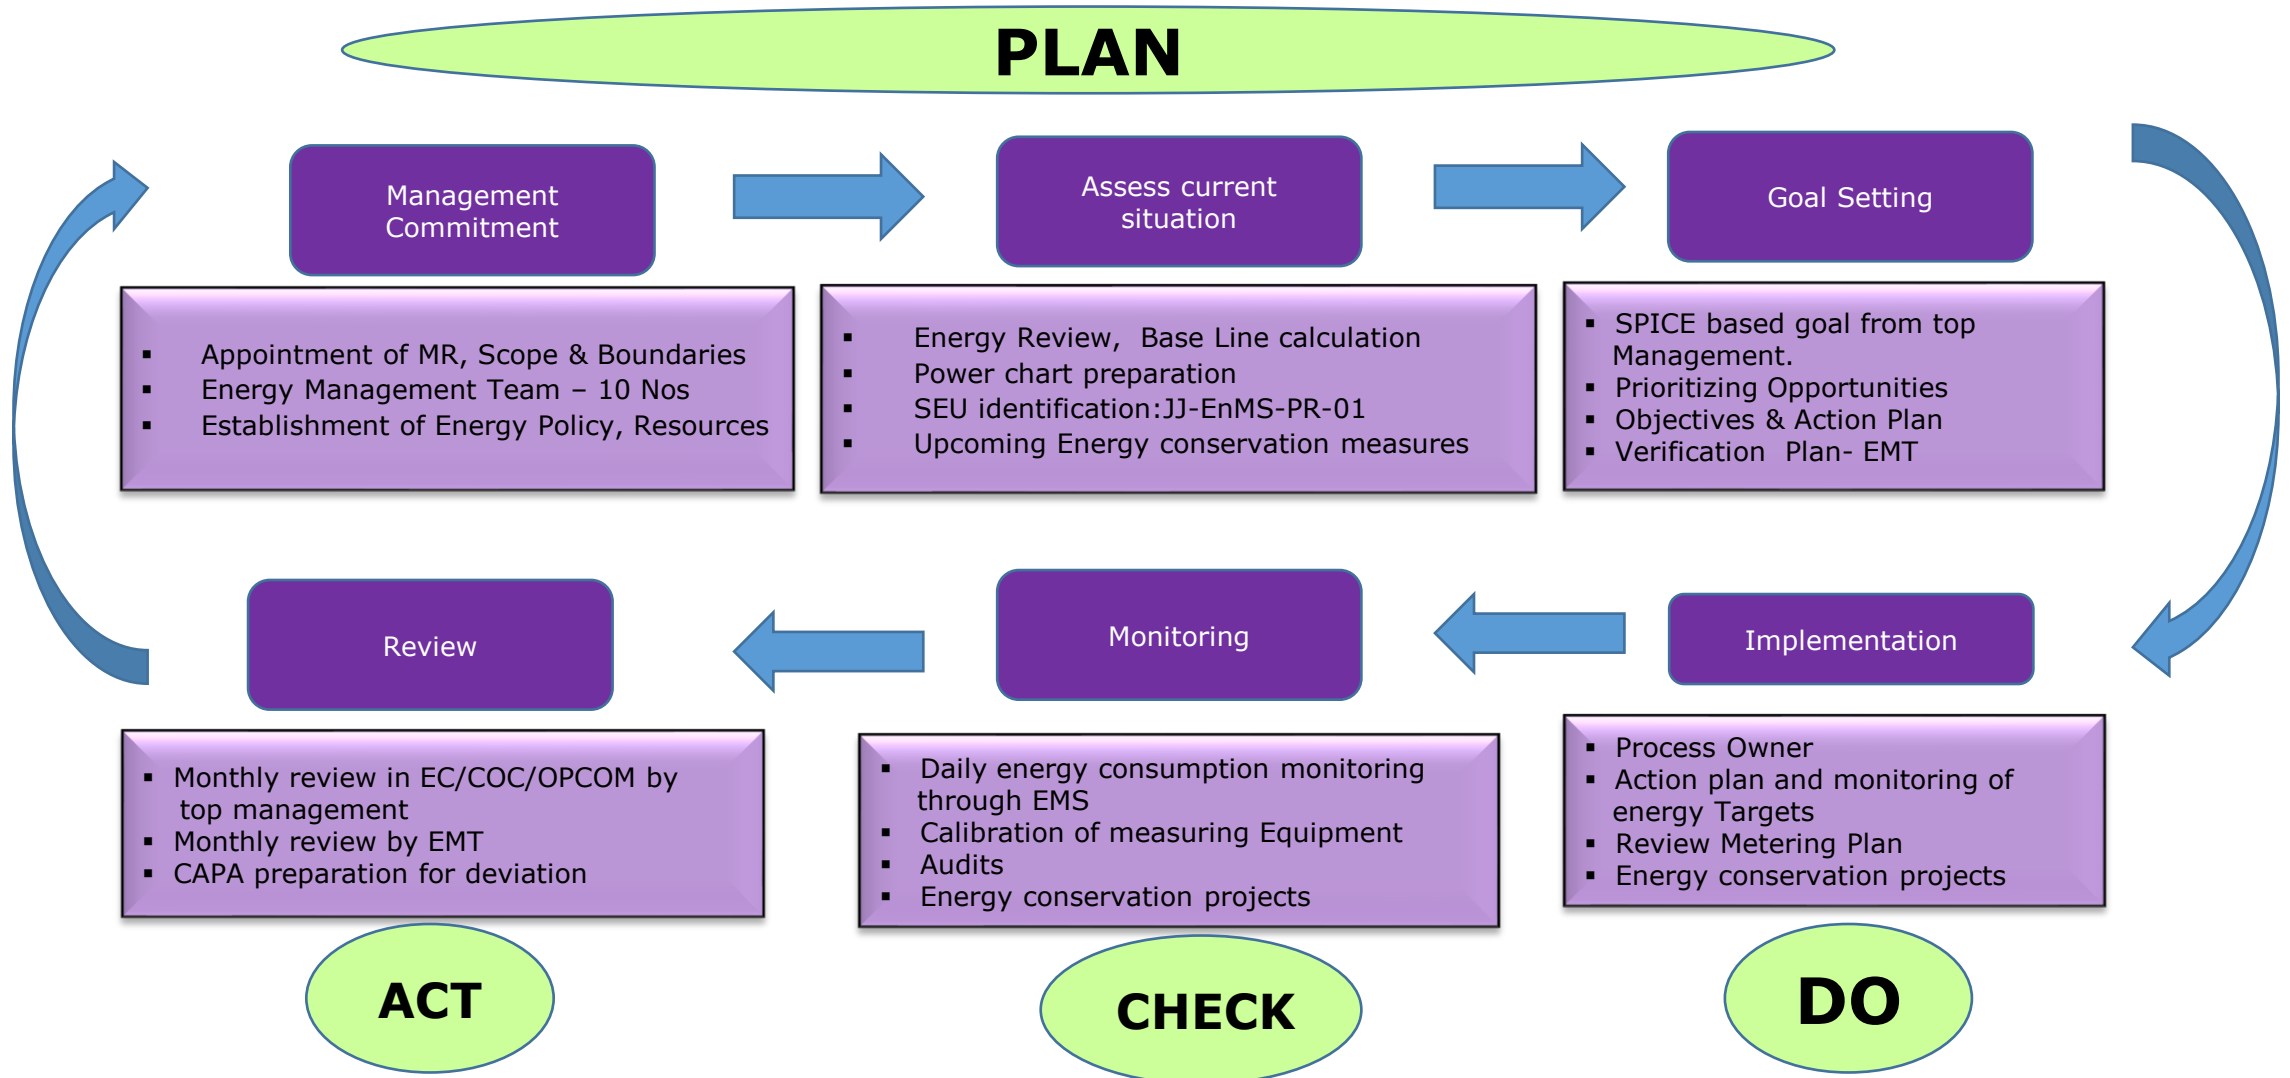 PLAN
Management
Commitment
Assess current
situation
Goal Setting
▪ Appointment of MR, Scope & Boundaries
▪ Energy Management Team – 10 Nos
▪ Establishment of Energy Policy, Resources
▪ Energy Review, Base Line calculation
▪ Power chart preparation
▪ SEU identification:JJ-EnMS-PR-01
▪ Upcoming Energy conservation measures
▪ SPICE based goal from top
Management.
▪ Prioritizing Opportunities
▪ Objectives & Action Plan
▪ Verification Plan- EMT
Review
Monitoring
Implementation
▪ Monthly review in EC/COC/OPCOM by
top management
▪ Monthly review by EMT
▪ CAPA preparation for deviation
▪ Daily energy consumption monitoring
through EMS
▪ Calibration of measuring Equipment
▪ Audits
▪ Energy conservation projects
▪ Process Owner
▪ Action plan and monitoring of
energy Targets
▪ Review Metering Plan
▪ Energy conservation projects
ACT
CHECK
DO